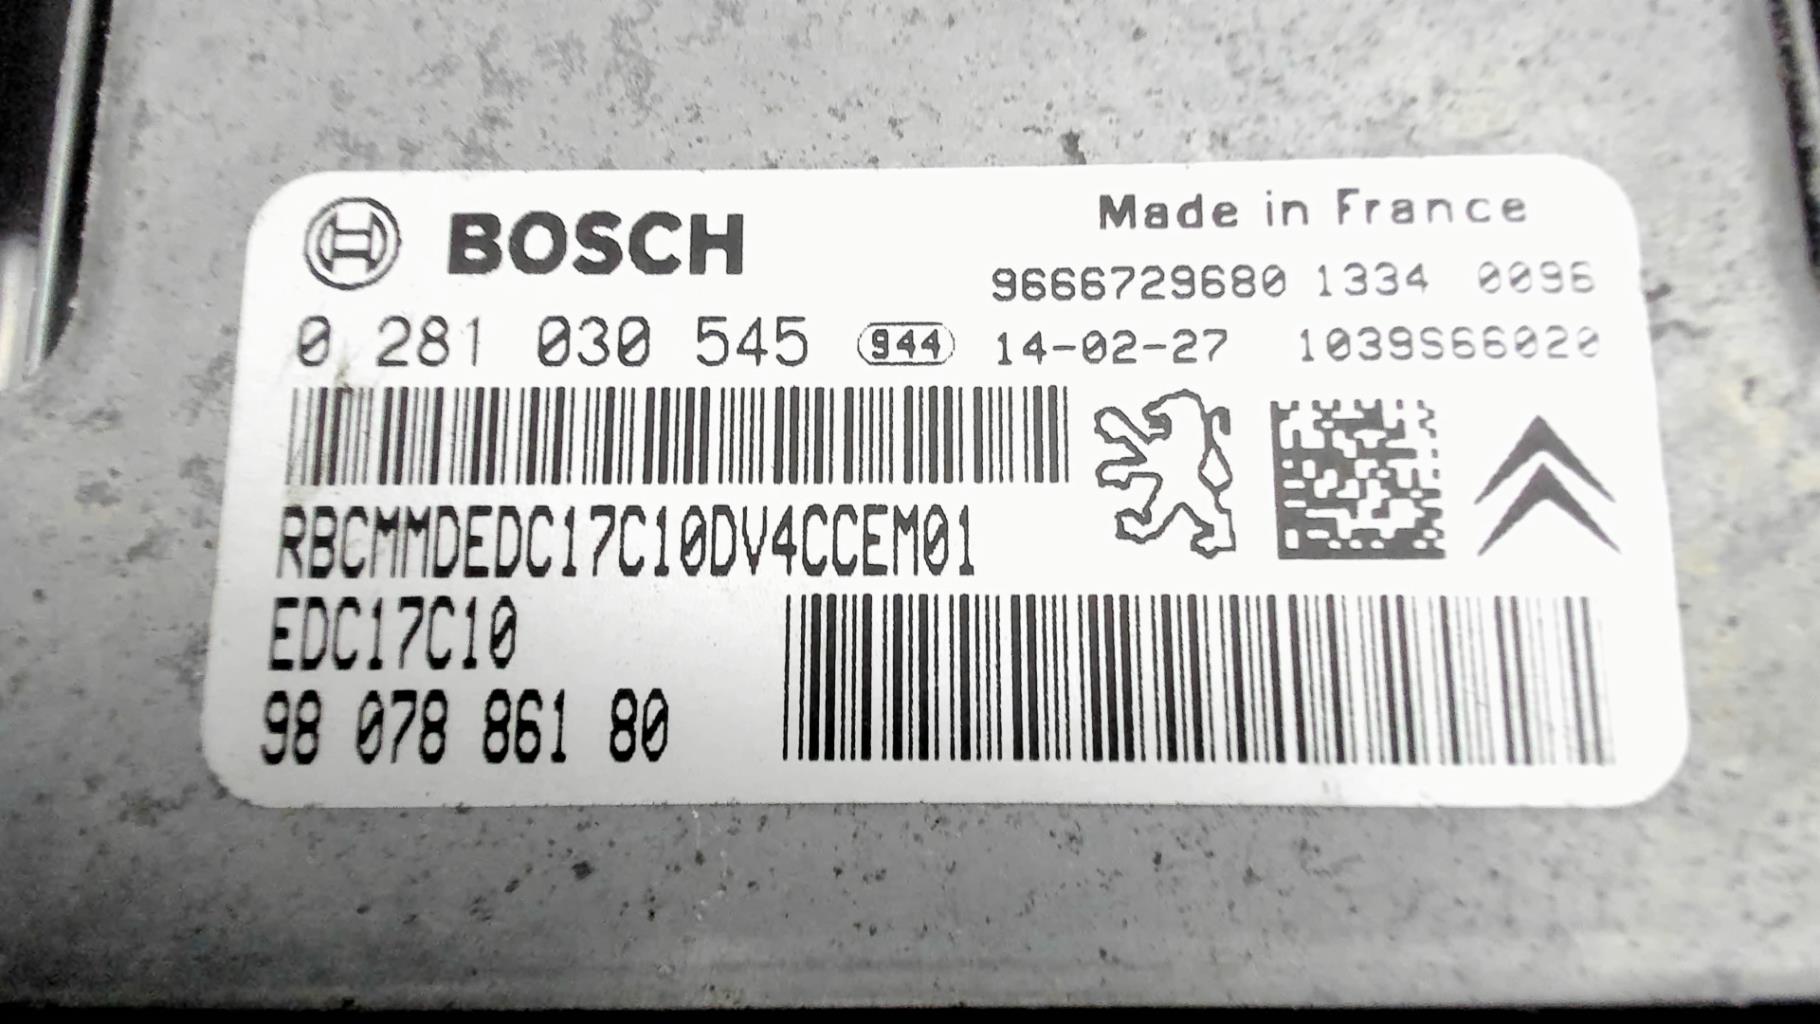 BOSCH
Made in France
9666729680 1334 0096
0 281 030 545 944 14-02-27 1039S66020
RBCMMDEDC17C10DV4CCEM01
EDC17C10
98 078 861 80